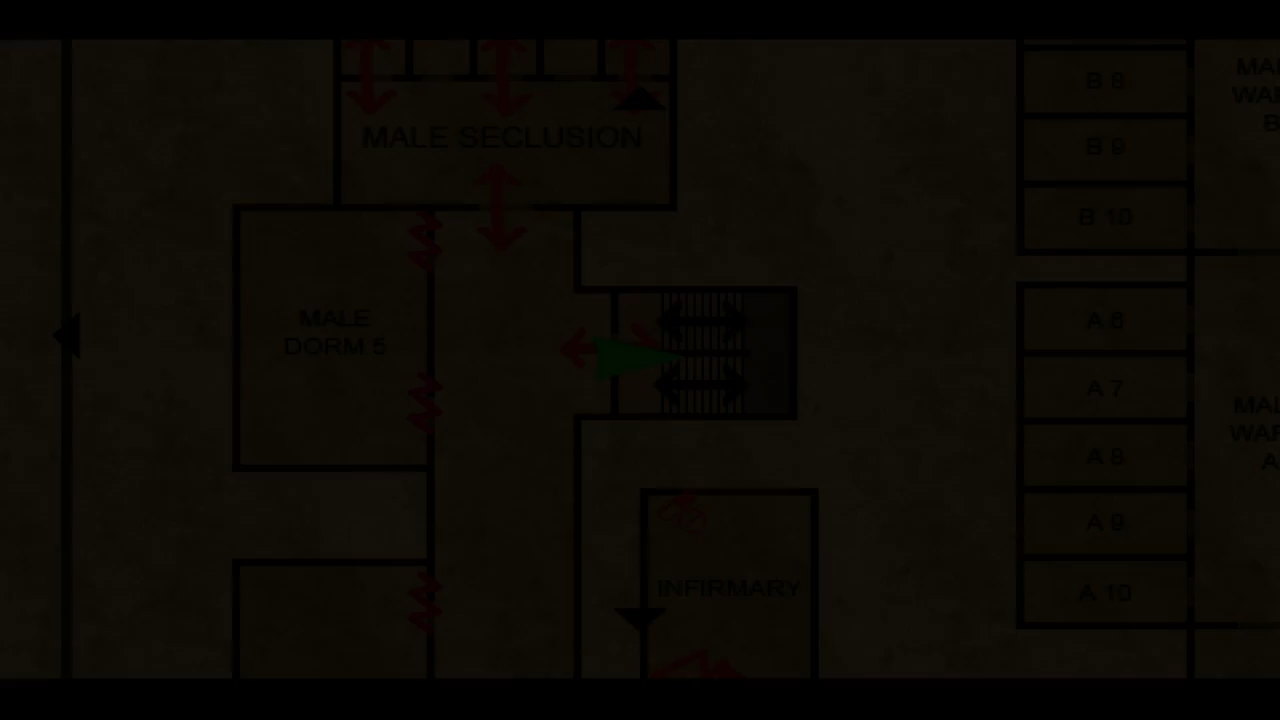 MALE SECLUSION
MALE
DORM 5
INFIRMARY
B 8
B 9
B 10
A 6
A 7
A 8
A 9
A 10